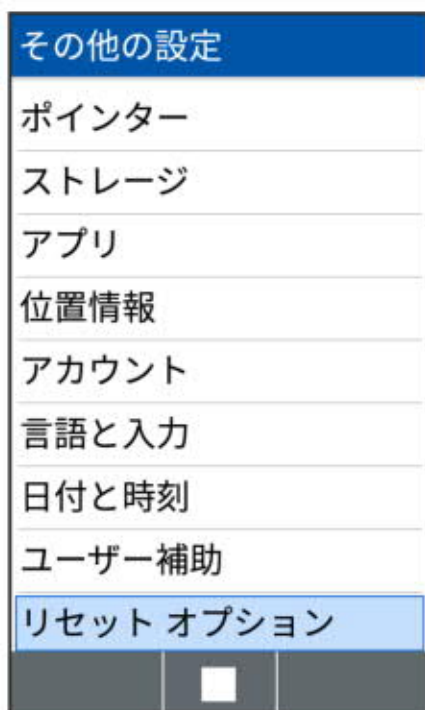 その他の設定
ポインター
ストレージ
アプリ
位置情報
アカウント
言語と入力
日付と時刻
ユーザー補助
リセット オプション